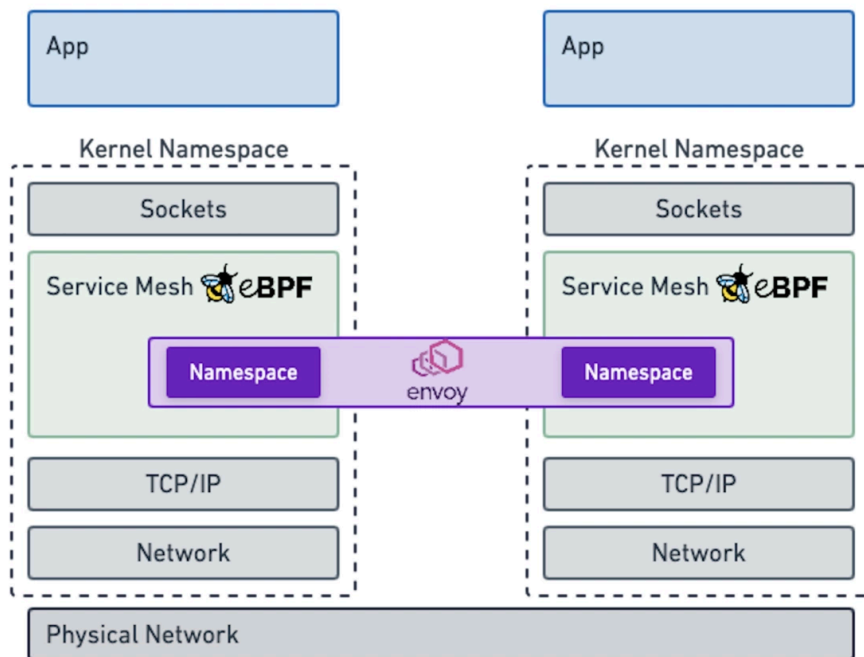 App
App
Kernel Namespace
Kernel Namespace
Sockets
Sockets
Service Mesh eBPF
Service Mesh eBPF
Namespace
envoy
Namespace
TCP/IP
TCP/IP
Network
Network
Physical Network